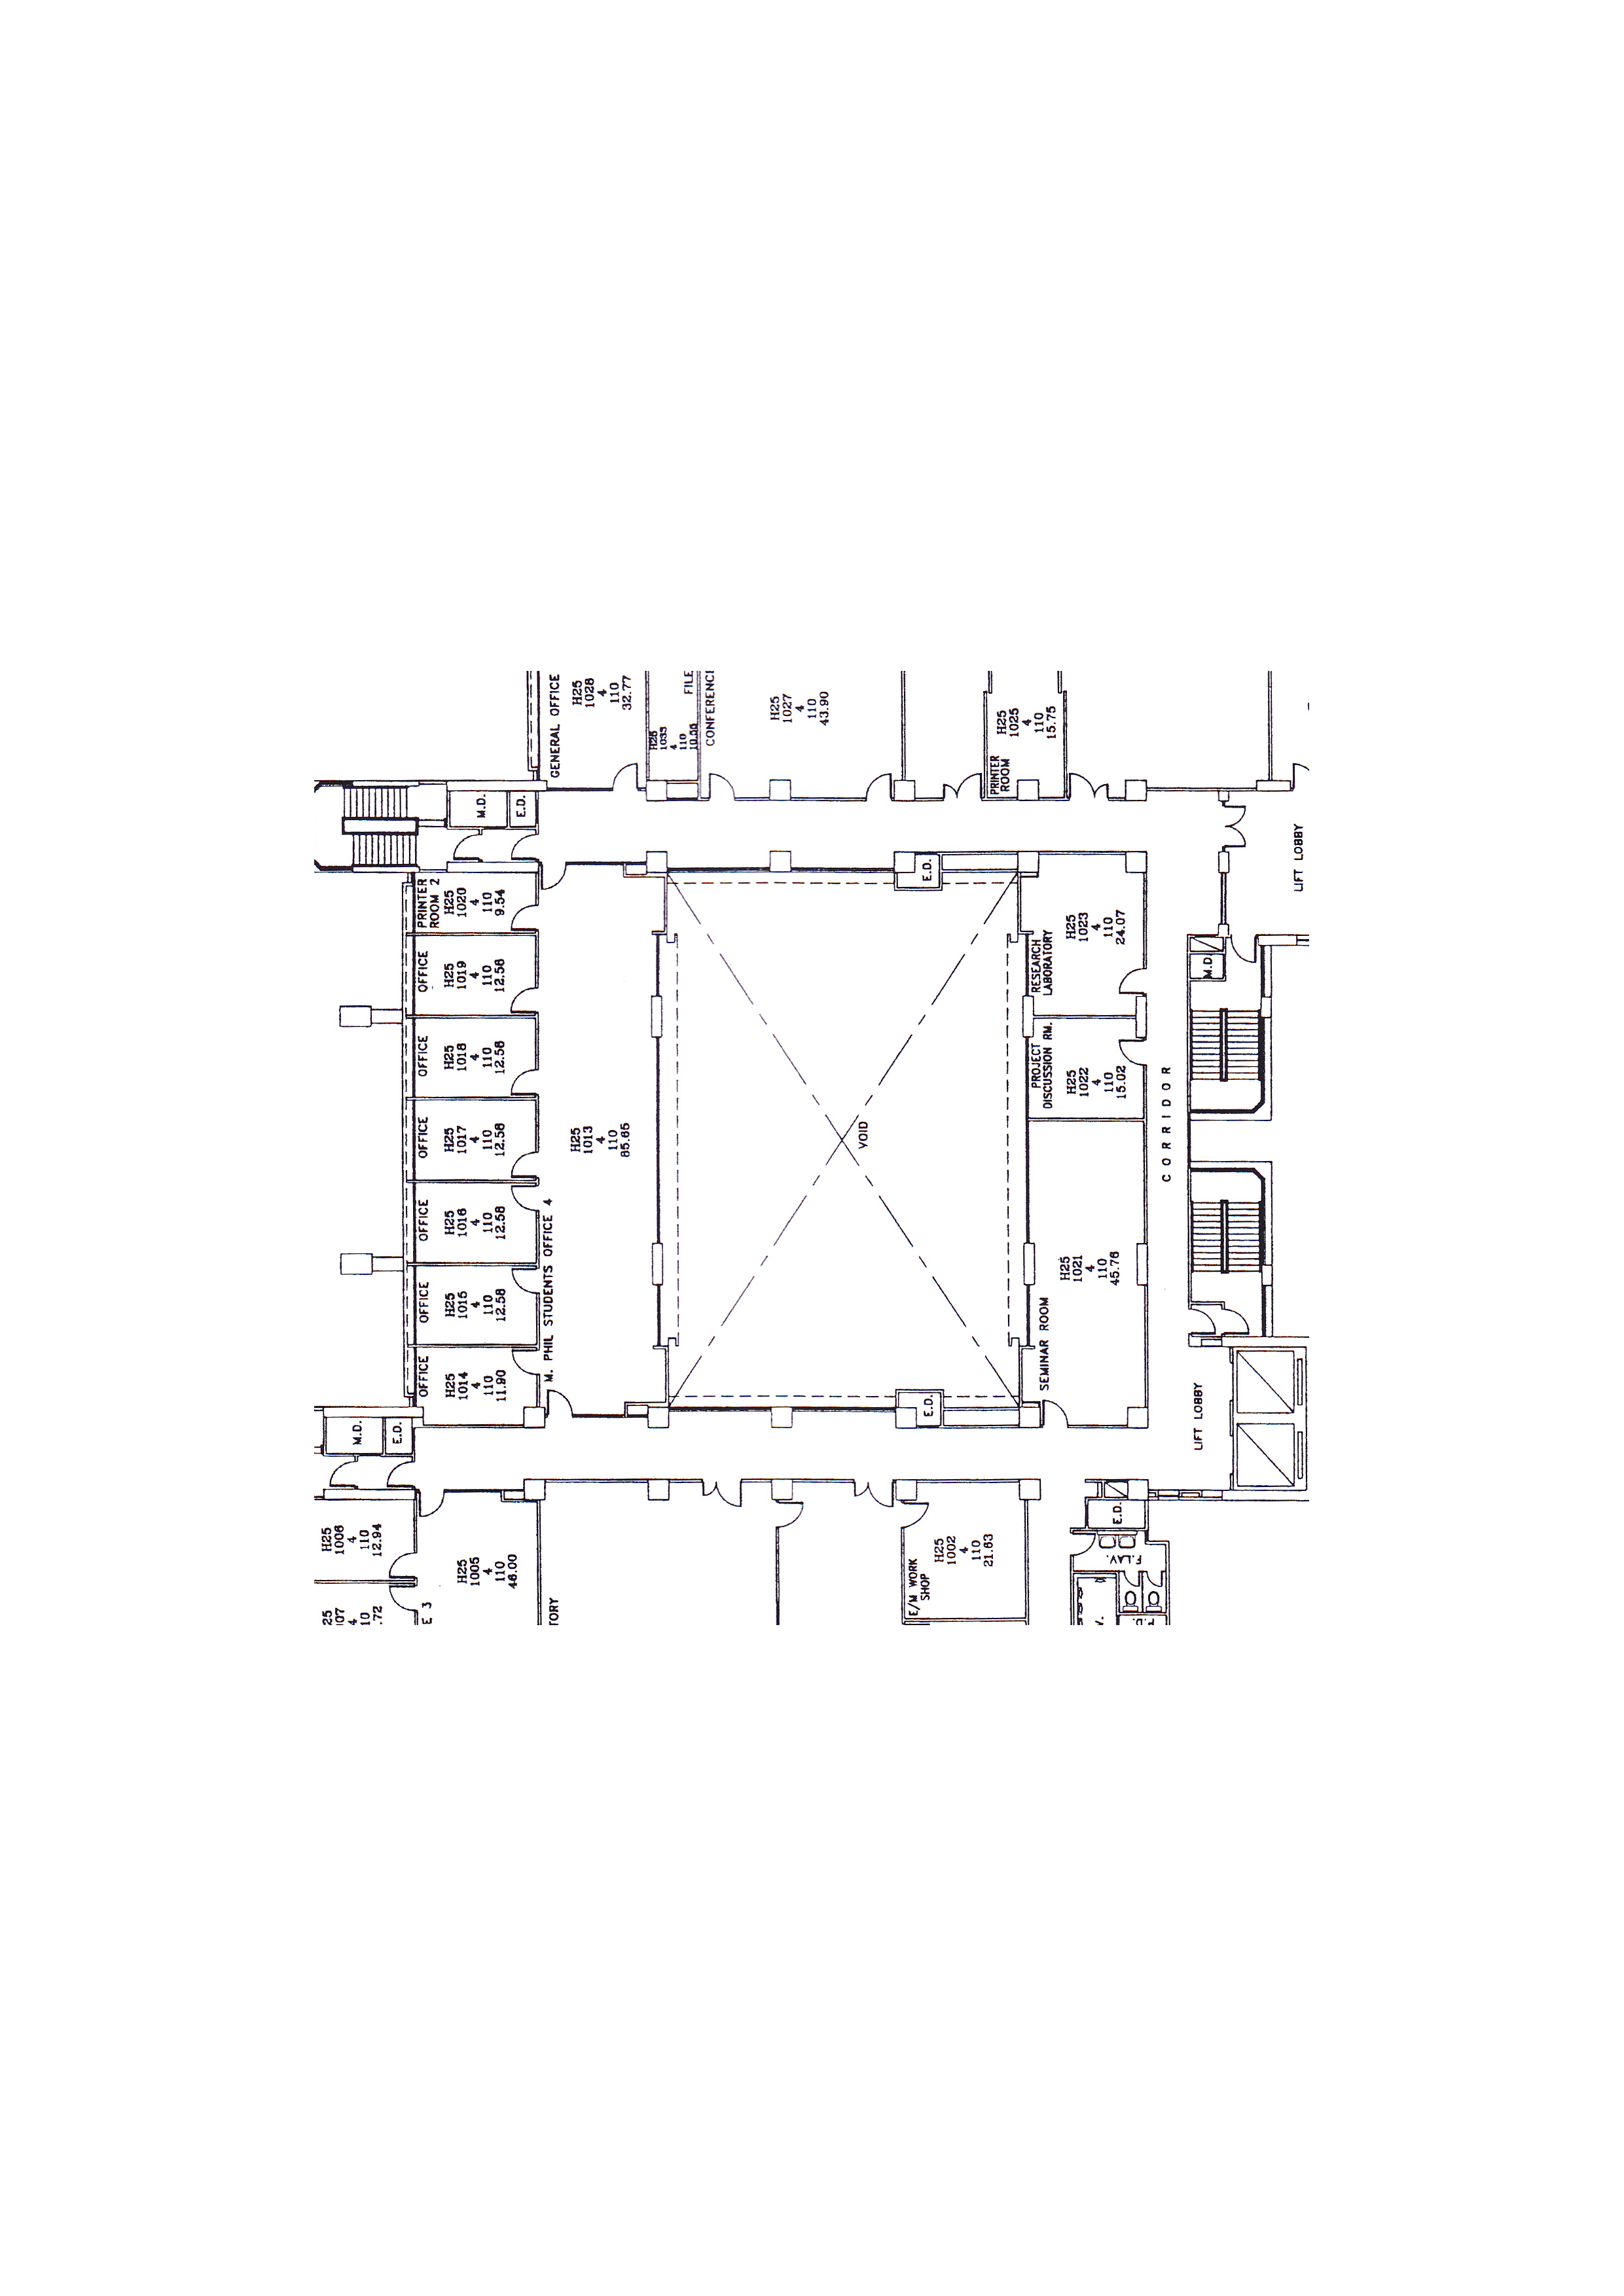 GENERAL OFFICE
H25
1028
4
110
32.77
H25
1033
4
110
10.55
FILE
CONFERENC
H25
1027
4
110
43.90
PRINTER
ROOM
H25
1025
4
110
15.75
M.D.
E.D.
LIFT LOBBY
PRINTER
ROOM 2
H25
1020
4
110
9.54
OFFICE
H25
1019
4
110
12.58
OFFICE
H25
1018
4
110
12.58
OFFICE
H25
1017
4
110
12.58
OFFICE
H25
1016
4
110
12.58
OFFICE
H25
1015
4
110
12.58
OFFICE
H25
1014
4
110
11.90
M. PHIL STUDENTS OFFICE 4
H25
1013
4
110
85.65
VOID
E.D.
RESEARCH
LABORATORY
H25
1023
4
110
24.07
PROJECT
DISCUSSION RM.
H25
1022
4
110
15.02
SEMINAR ROOM
H25
1021
4
110
45.76
E.D.
CORRIDOR
M.D.
LIFT LOBBY
M.D.
E.D.
H25
1006
4
110
12.94
25
07
4
10
.72
E 3
H25
1005
4
110
46.00
TORY
E/M WORK
SHOP
H25
1002
4
110
21.63
E.D.
F.LAV.
V.